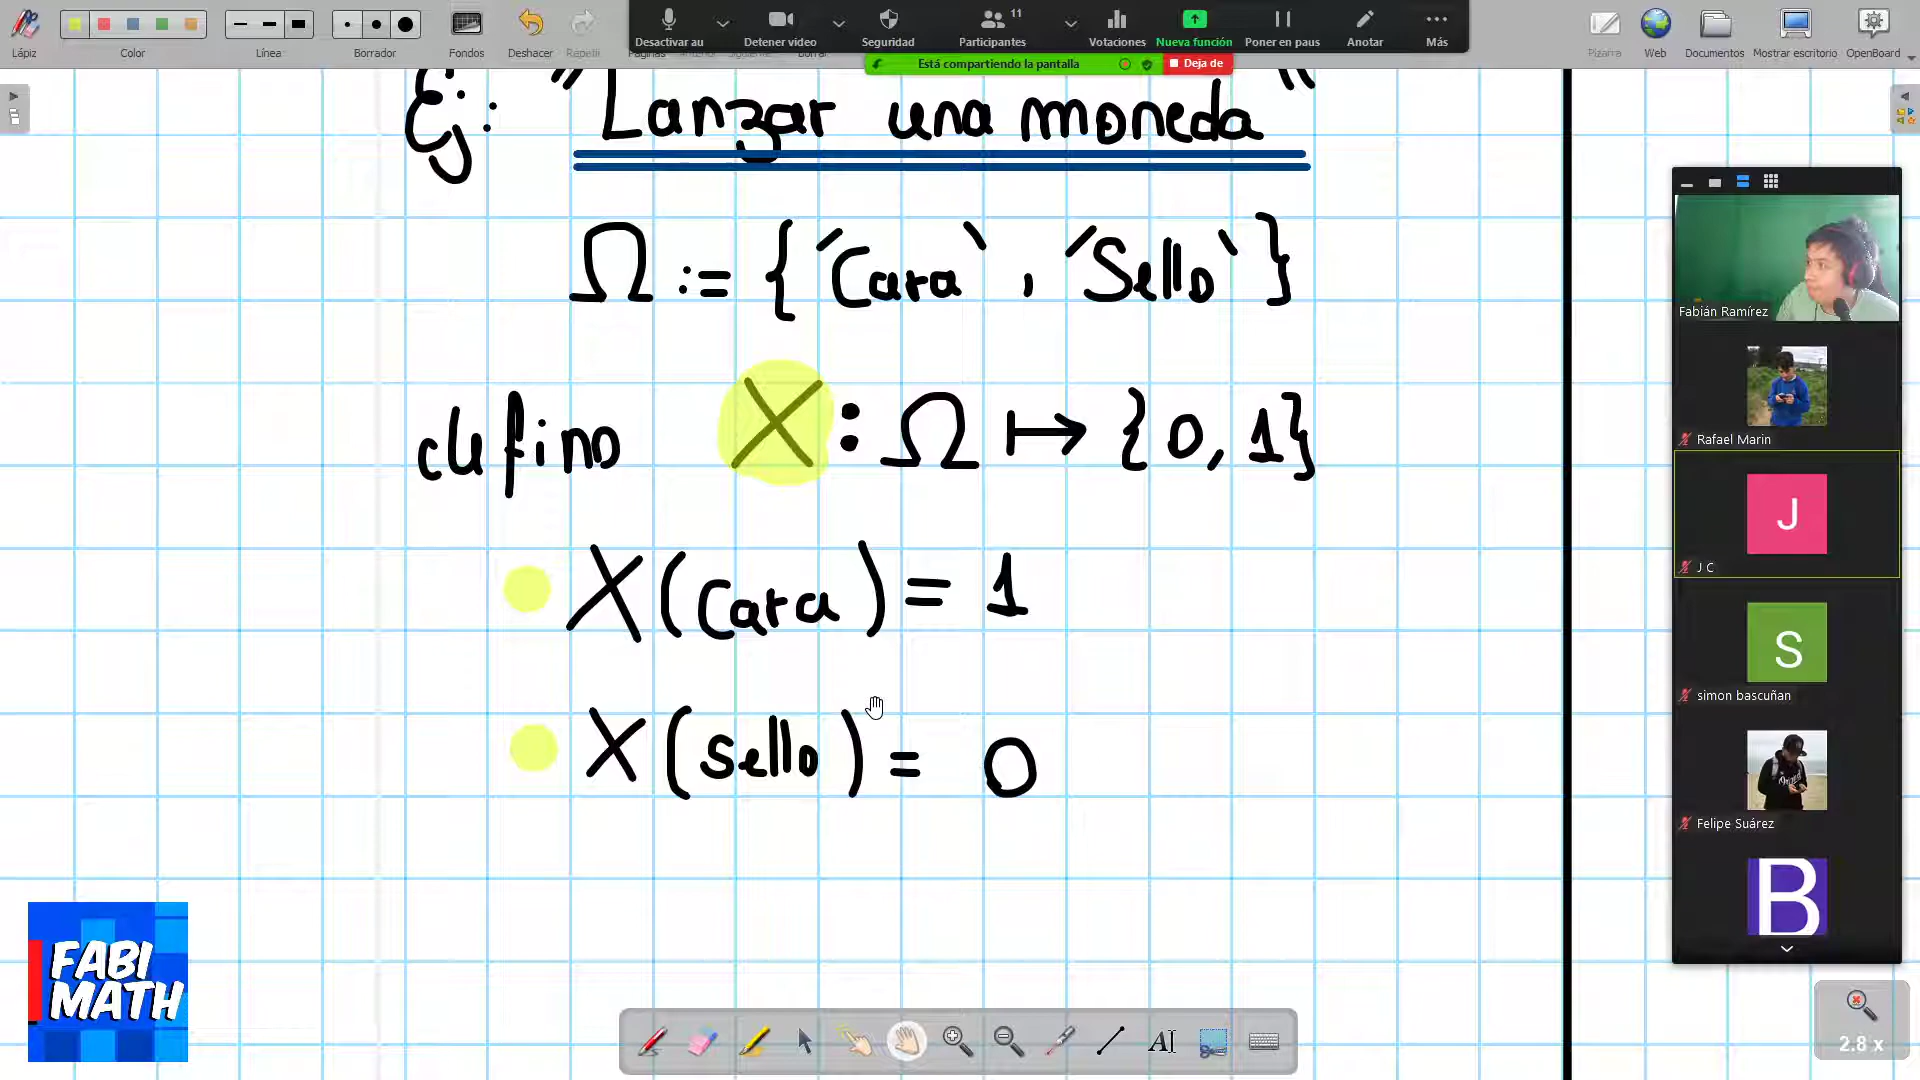 Desactivar au
Detener video
Seguridad
Participantes
11
Votaciones
Nueva función
Poner en paus
Anotar
Más
Lápiz
Color
Línea
Borrador
Fondos
Deshacer
Repetir
Páginas
Pizarra
Web
Documentos
Mostrar escritorio
OpenBoard
Está compartiendo la pantalla
Deja de
Ej: "Lanzar una moneda"
Ω := {'Cara', 'Sello'}
defino X: Ω ↦ {0, 1}
X(Cara) = 1
X(sello) = 0
Fabián Ramírez
Rafael Marin
J
J C
S
simon bascuñan
Felipe Suárez
B
FABI
MATH
2.8 x